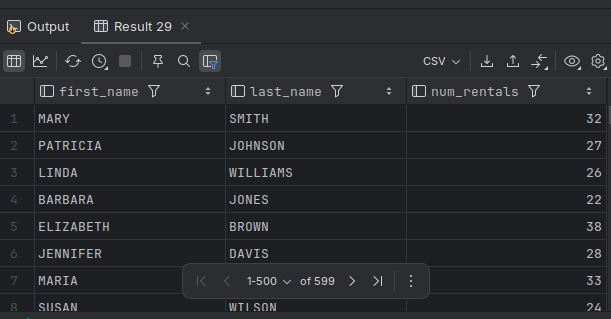 Output Result 29
CSV
first_name last_name num_rentals
1 MARY SMITH 32
2 PATRICIA JOHNSON 27
3 LINDA WILLIAMS 26
4 BARBARA JONES 22
5 ELIZABETH BROWN 38
6 JENNIFER DAVIS 28
7 MARIA 33
1-500 of 599
8 SUSAN WILSON 24